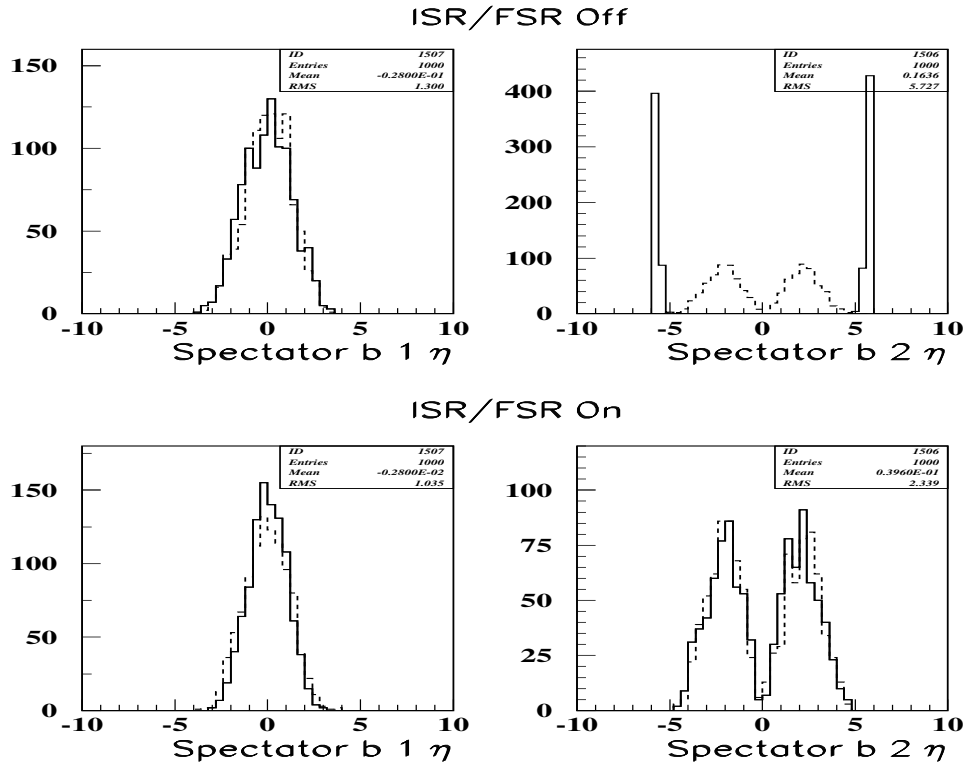 ISR/FSR Off
ID 1507
Entries 1000
Mean -0.2800E-01
RMS 1.300
150
100
50
0
-10 -5 0 5 10
Spectator b 1 η
ID 1506
Entries 1000
Mean 0.1636
RMS 5.727
400
300
200
100
0
-10 -5 0 5 10
Spectator b 2 η
ISR/FSR On
ID 1507
Entries 1000
Mean -0.2800E-02
RMS 1.035
150
100
50
0
-10 -5 0 5 10
Spectator b 1 η
ID 1506
Entries 1000
Mean 0.3960E-01
RMS 2.339
100
75
50
25
0
-10 -5 0 5 10
Spectator b 2 η